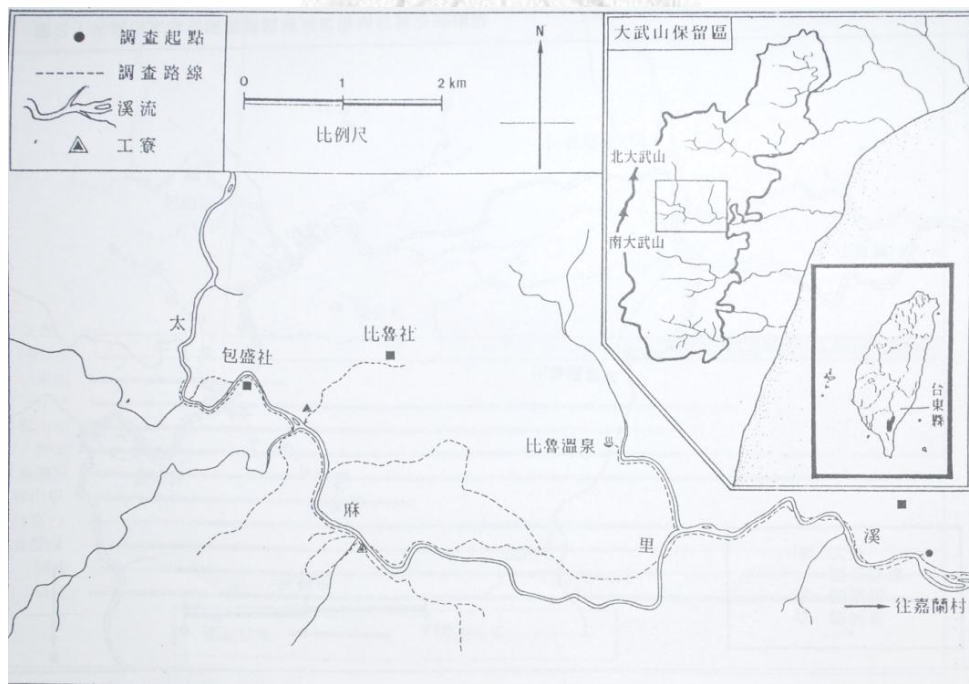 調查起點
調查路線
溪流
工寮
0 1 2 km
比例尺
N
大武山保留區
北大武山
南大武山
台東縣
太
包盛社
比魯社
比魯溫泉
麻
里
溪
往嘉蘭村